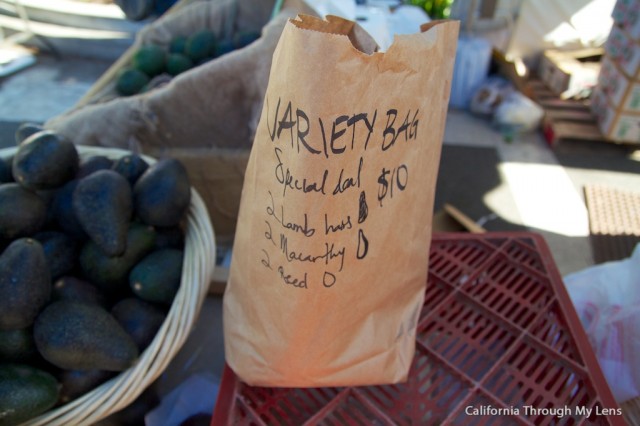 VARIETY BAG
Special deal $10
2 Lamb hass
2 Macarthy
2 Reed
California Through My Lens